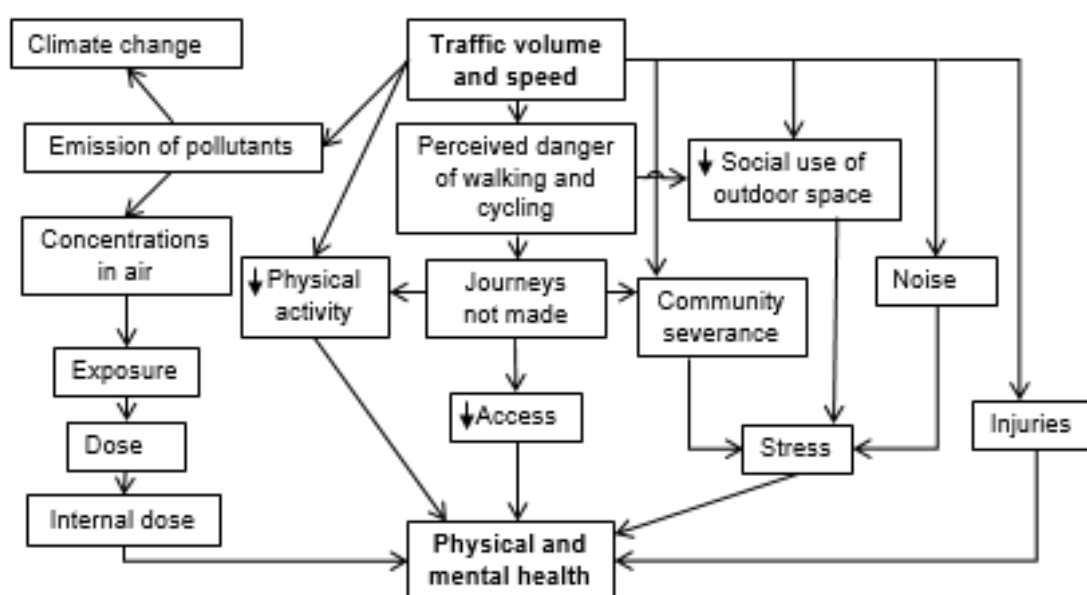 Climate change
Traffic volume
and speed
Emission of pollutants
Perceived danger
of walking and
cycling
Social use of
outdoor space
Concentrations
in air
Physical
activity
Journeys
not made
Community
severance
Noise
Exposure
Access
Injuries
Dose
Stress
Internal dose
Physical and
mental health